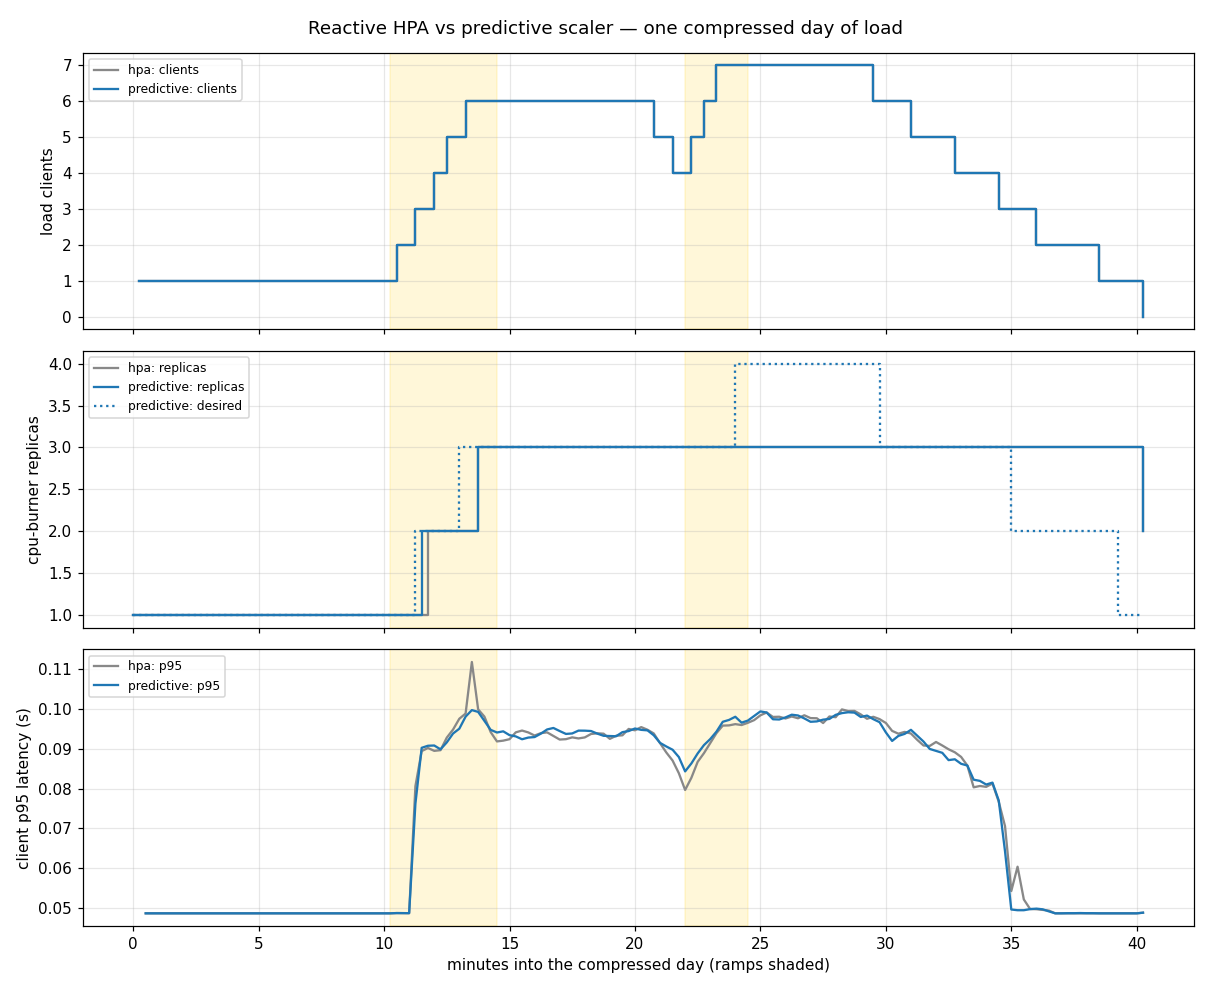 Reactive HPA vs predictive scaler — one compressed day of load
hpa: clients
predictive: clients
load clients
7
6
5
4
3
2
1
0
hpa: replicas
predictive: replicas
predictive: desired
cpu-burner replicas
4.0
3.5
3.0
2.5
2.0
1.5
1.0
hpa: p95
predictive: p95
client p95 latency (s)
0.11
0.10
0.09
0.08
0.07
0.06
0.05
0 5 10 15 20 25 30 35 40
minutes into the compressed day (ramps shaded)